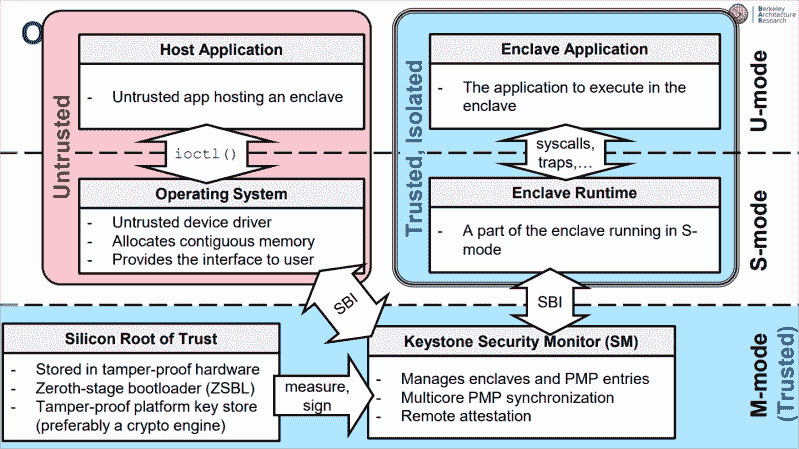 O
Berkeley
Architecture
Research
Untrusted
Host Application
- Untrusted app hosting an enclave
ioctl()
Operating System
- Untrusted device driver
- Allocates contiguous memory
- Provides the interface to user
Trusted, Isolated
Enclave Application
- The application to execute in the
enclave
syscalls,
traps,...
Enclave Runtime
- A part of the enclave running in S-
mode
U-mode
S-mode
SBI
SBI
Silicon Root of Trust
- Stored in tamper-proof hardware
- Zeroth-stage bootloader (ZSBL)
- Tamper-proof platform key store
(preferably a crypto engine)
measure,
sign
Keystone Security Monitor (SM)
- Manages enclaves and PMP entries
- Multicore PMP synchronization
- Remote attestation
M-mode
(Trusted)